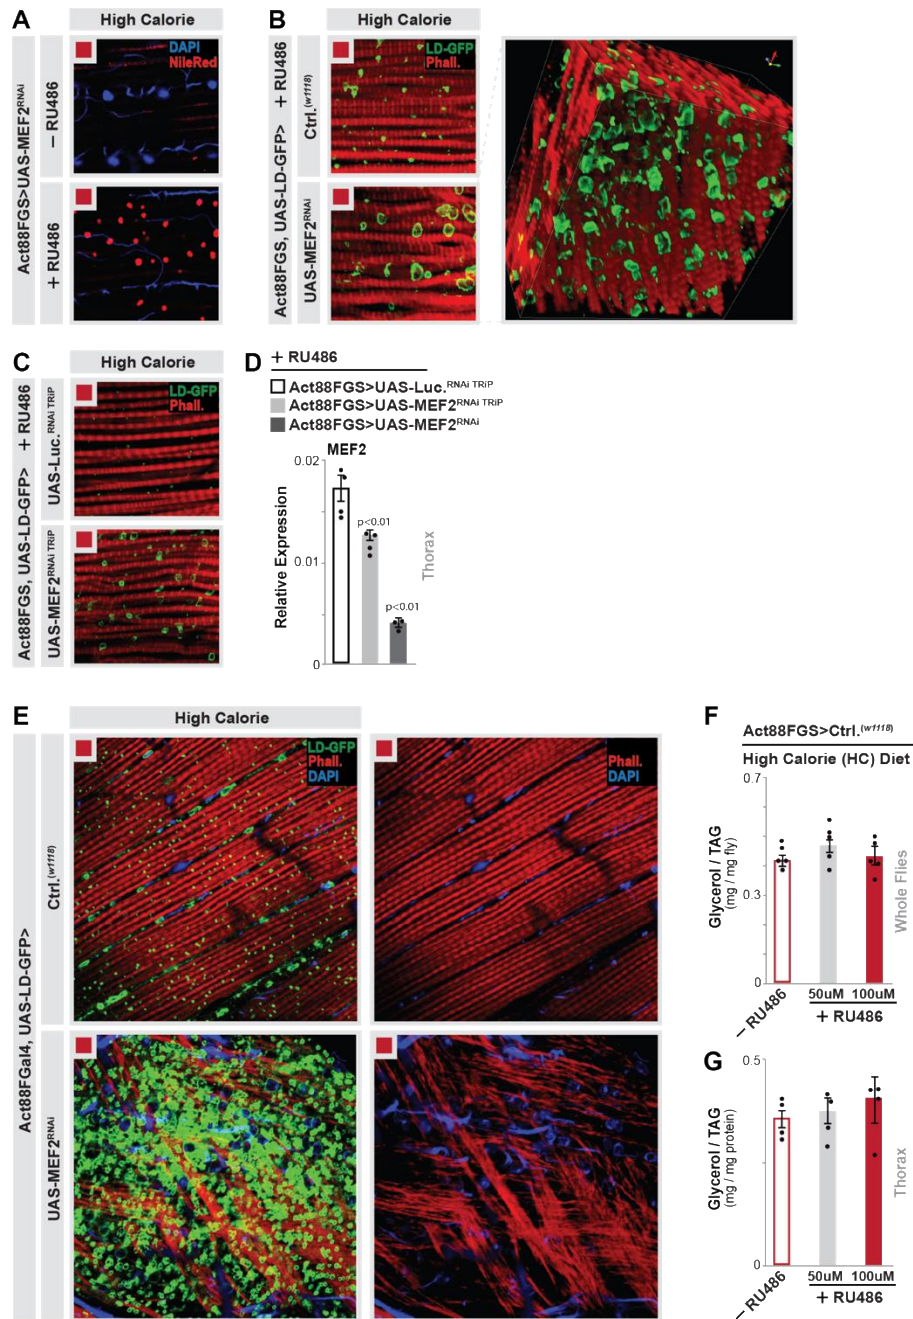 A
High Calorie
Act88FGS>UAS-MEF2RNAi
— RU486
DAPI
NileRed
+ RU486
B
High Calorie
Act88FGS, UAS-LD-GFP> + RU486
Ctrl.(w1118)
LD-GFP
Phall.
UAS-MEF2RNAi
C
High Calorie
Act88FGS, UAS-LD-GFP> + RU486
UAS-Luc.RNAi TRiP
LD-GFP
Phall.
UAS-MEF2RNAi TRiP
D
+ RU486
Act88FGS>UAS-Luc.RNAi TRiP
Act88FGS>UAS-MEF2RNAi TRiP
Act88FGS>UAS-MEF2RNAi
MEF2
Relative Expression
0.02
0.01
0
p<0.01
p<0.01
Thorax
E
High Calorie
Act88FGal4, UAS-LD-GFP>
Ctrl.(w1118)
LD-GFP
Phall.
DAPI
Phall.
DAPI
UAS-MEF2RNAi
F
Act88FGS>Ctrl.(w1118)
High Calorie (HC) Diet
Glycerol / TAG
(mg / mg fly)
0.7
0.3
0
Whole Flies
— RU486
50uM 100uM
+ RU486
G
Glycerol / TAG
(mg / mg protein)
0.5
0
Thorax
— RU486
50uM 100uM
+ RU486